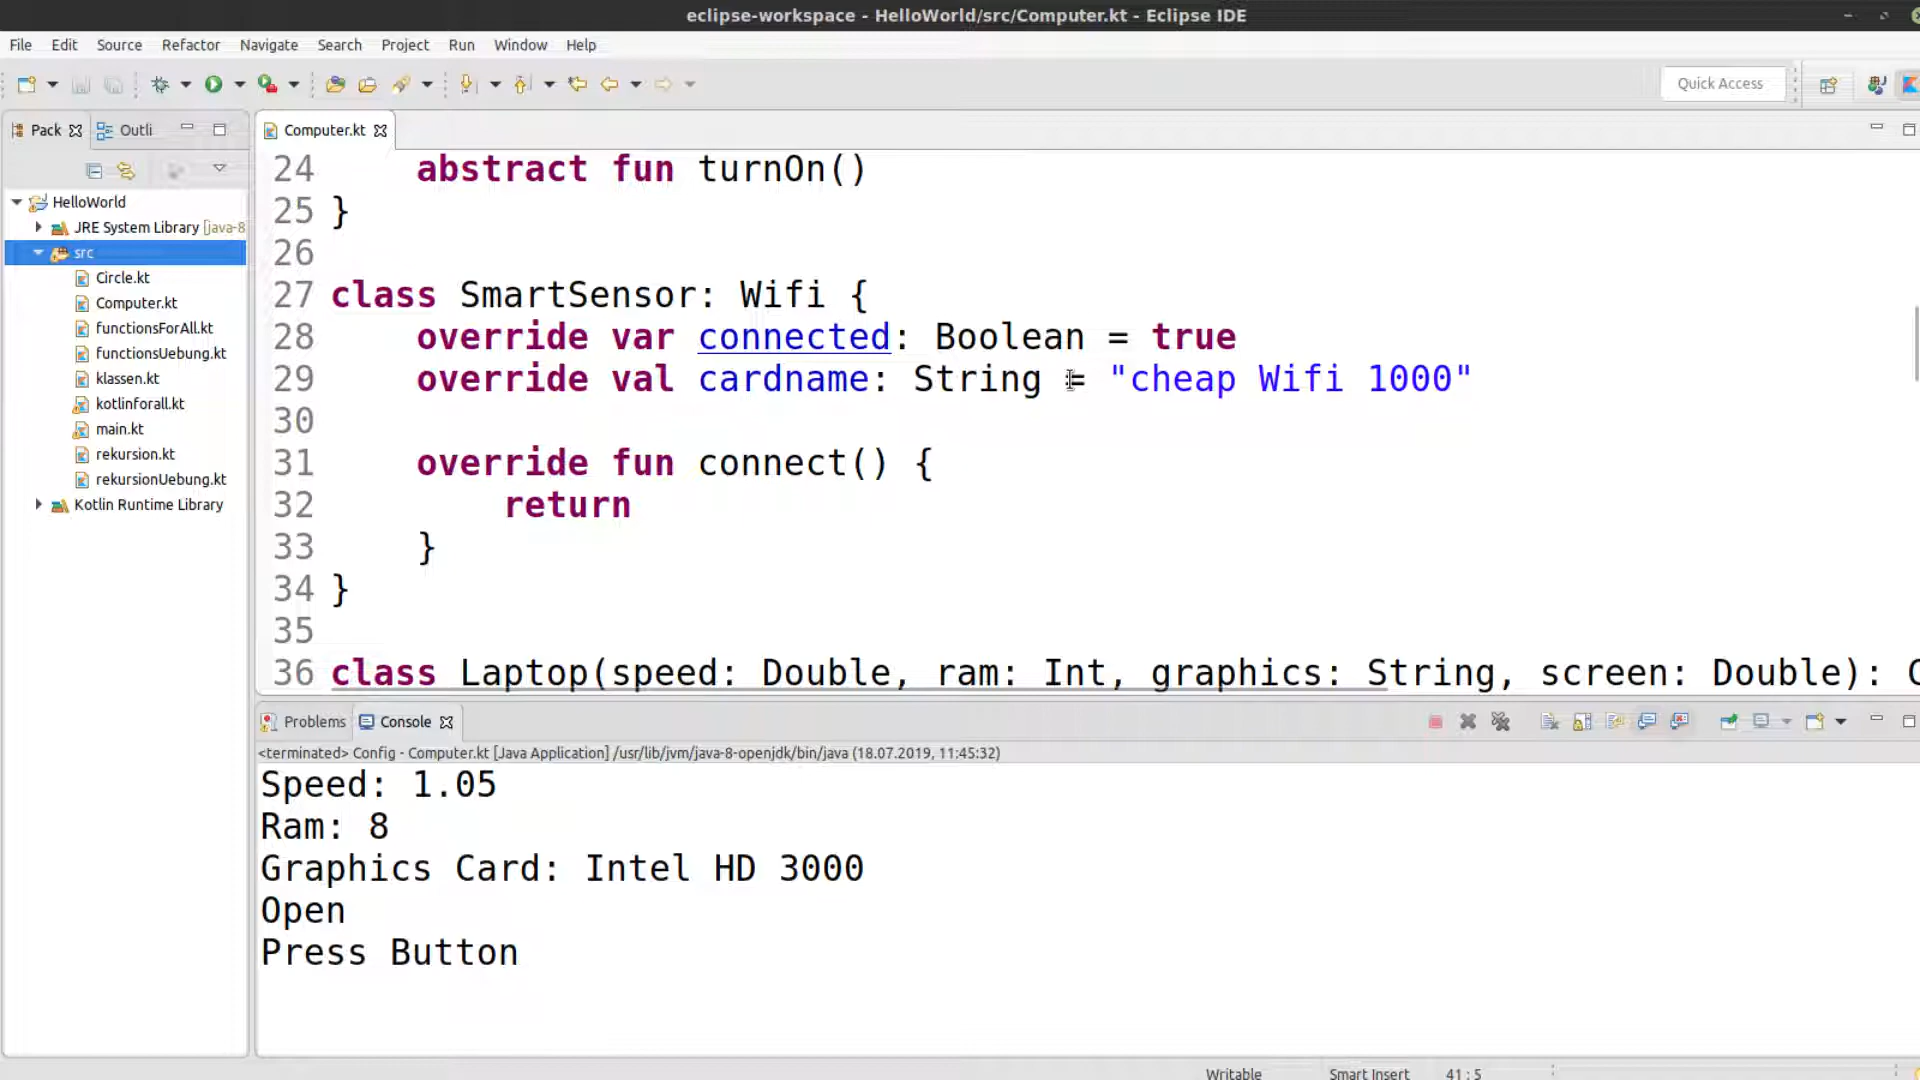 eclipse-workspace - HelloWorld/src/Computer.kt - Eclipse IDE
File Edit Source Refactor Navigate Search Project Run Window Help
Quick Access
Pack Outli
Computer.kt
HelloWorld
JRE System Library [java-8
src
Circle.kt
Computer.kt
functionsForAll.kt
functionsUebung.kt
klassen.kt
kotlinforall.kt
main.kt
rekursion.kt
rekursionUebung.kt
Kotlin Runtime Library
24 abstract fun turnOn()
25 }
26
27 class SmartSensor: Wifi {
28 override var connected: Boolean = true
29 override val cardname: String = "cheap Wifi 1000"
30
31 override fun connect() {
32 return
33 }
34 }
35
36 class Laptop(speed: Double, ram: Int, graphics: String, screen: Double): C
Problems Console
<terminated> Config - Computer.kt [Java Application] /usr/lib/jvm/java-8-openjdk/bin/java (18.07.2019, 11:45:32)
Speed: 1.05
Ram: 8
Graphics Card: Intel HD 3000
Open
Press Button
Writable Smart Insert 41 : 5